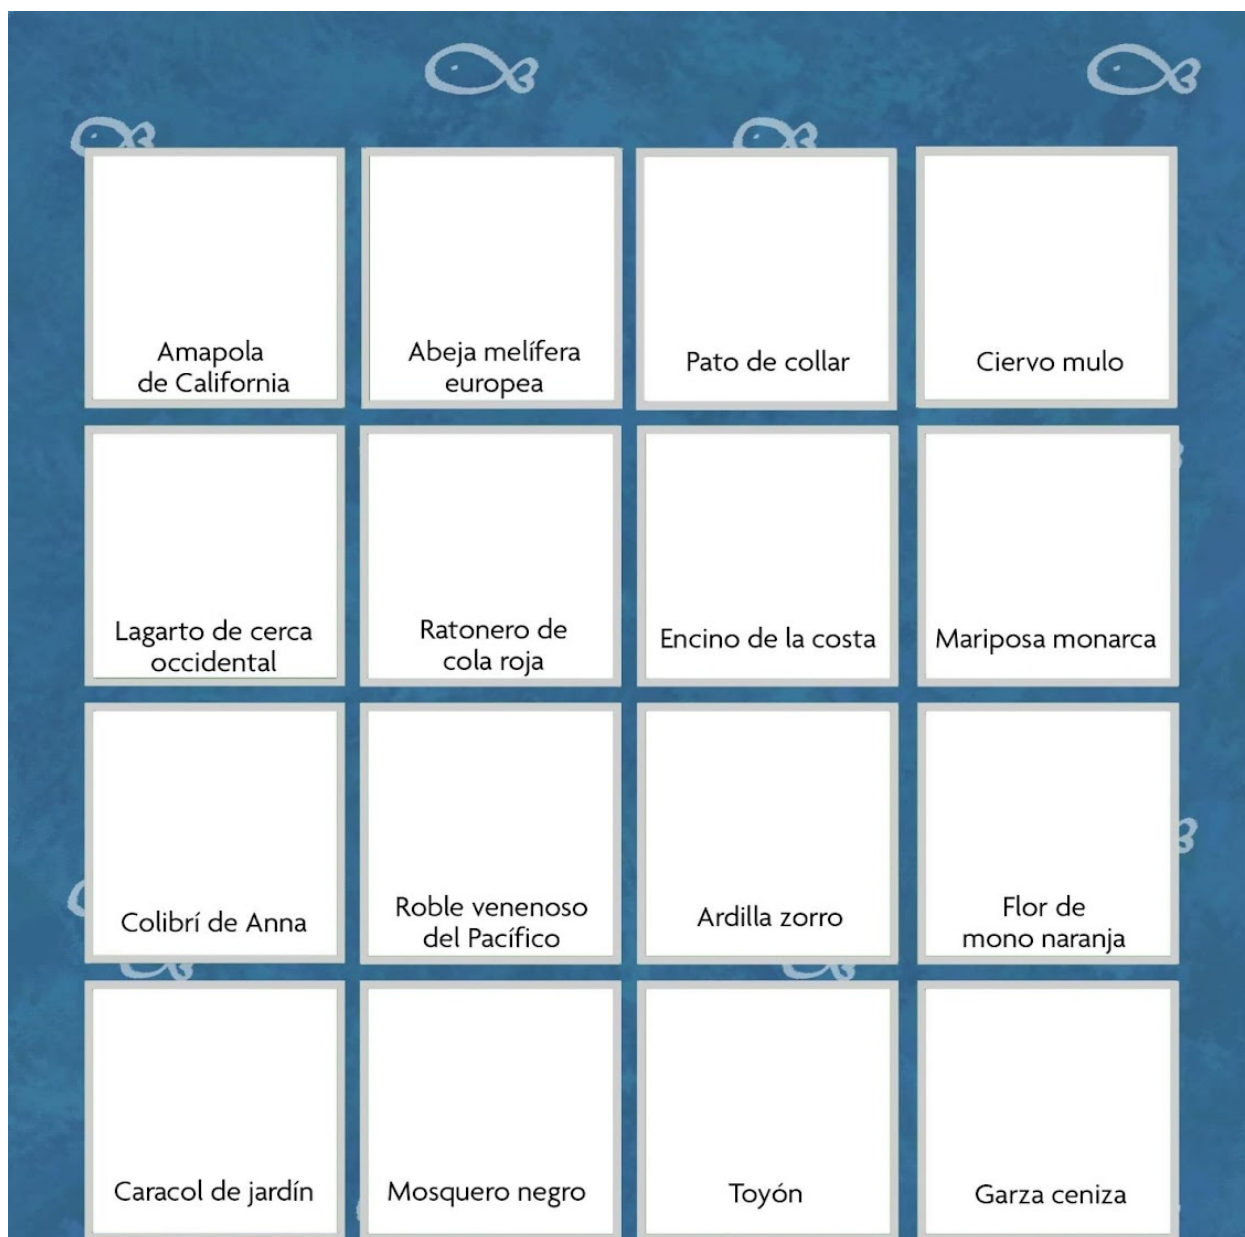 Amapola
de California
Abeja melífera
europea
Pato de collar
Ciervo mulo
Lagarto de cerca
occidental
Ratonero de
cola roja
Encino de la costa
Mariposa monarca
Colibrí de Anna
Roble venenoso
del Pacífico
Ardilla zorro
Flor de
mono naranja
Caracol de jardín
Mosquero negro
Toyón
Garza ceniza